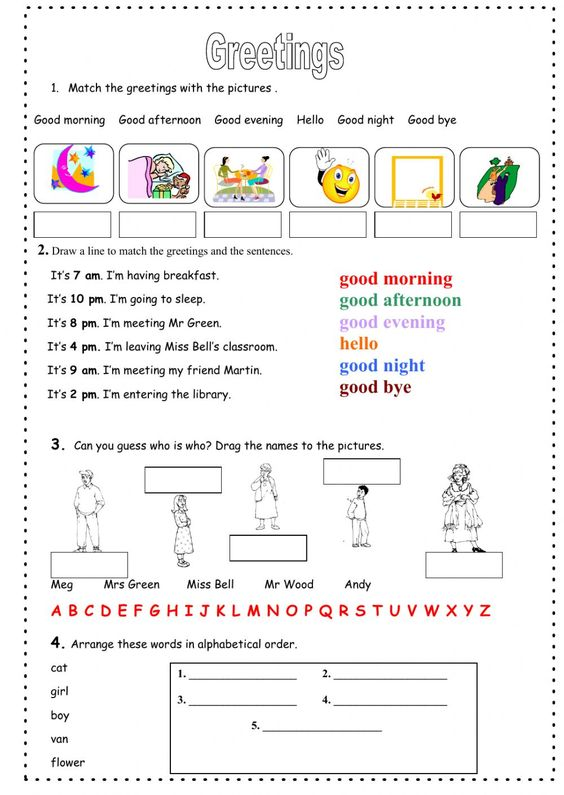 Greetings
1. Match the greetings with the pictures .
Good morning Good afternoon Good evening Hello Good night Good bye
2. Draw a line to match the greetings and the sentences.
It's 7 am. I'm having breakfast.
good morning
It's 10 pm. I'm going to sleep.
good afternoon
It's 8 pm. I'm meeting Mr Green.
good evening
It's 4 pm. I'm leaving Miss Bell's classroom.
hello
It's 9 am. I'm meeting my friend Martin.
good night
It's 2 pm. I'm entering the library.
good bye
3. Can you guess who is who? Drag the names to the pictures.
Meg Mrs Green Miss Bell Mr Wood Andy
A B C D E F G H I J K L M N O P Q R S T U V W X Y Z
4. Arrange these words in alphabetical order.
cat
girl
boy
van
flower
1. ____________________ 2. ____________________
3. ____________________ 4. ____________________
5. ____________________